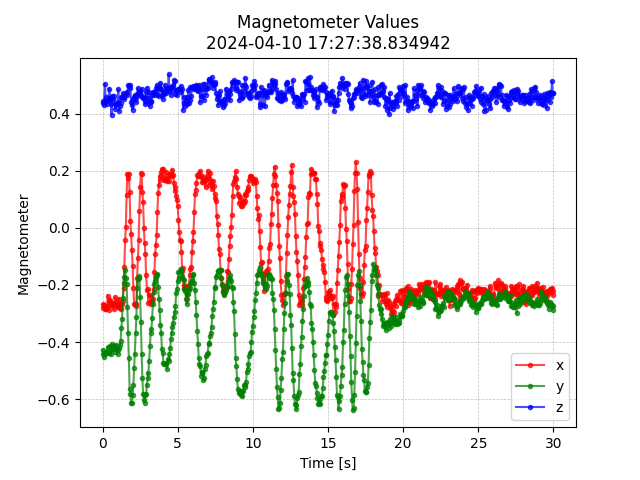 Magnetometer Values
2024-04-10 17:27:38.834942
Magnetometer
0.4
0.2
0.0
−0.2
−0.4
−0.6
0 5 10 15 20 25 30
Time [s]
x
y
z